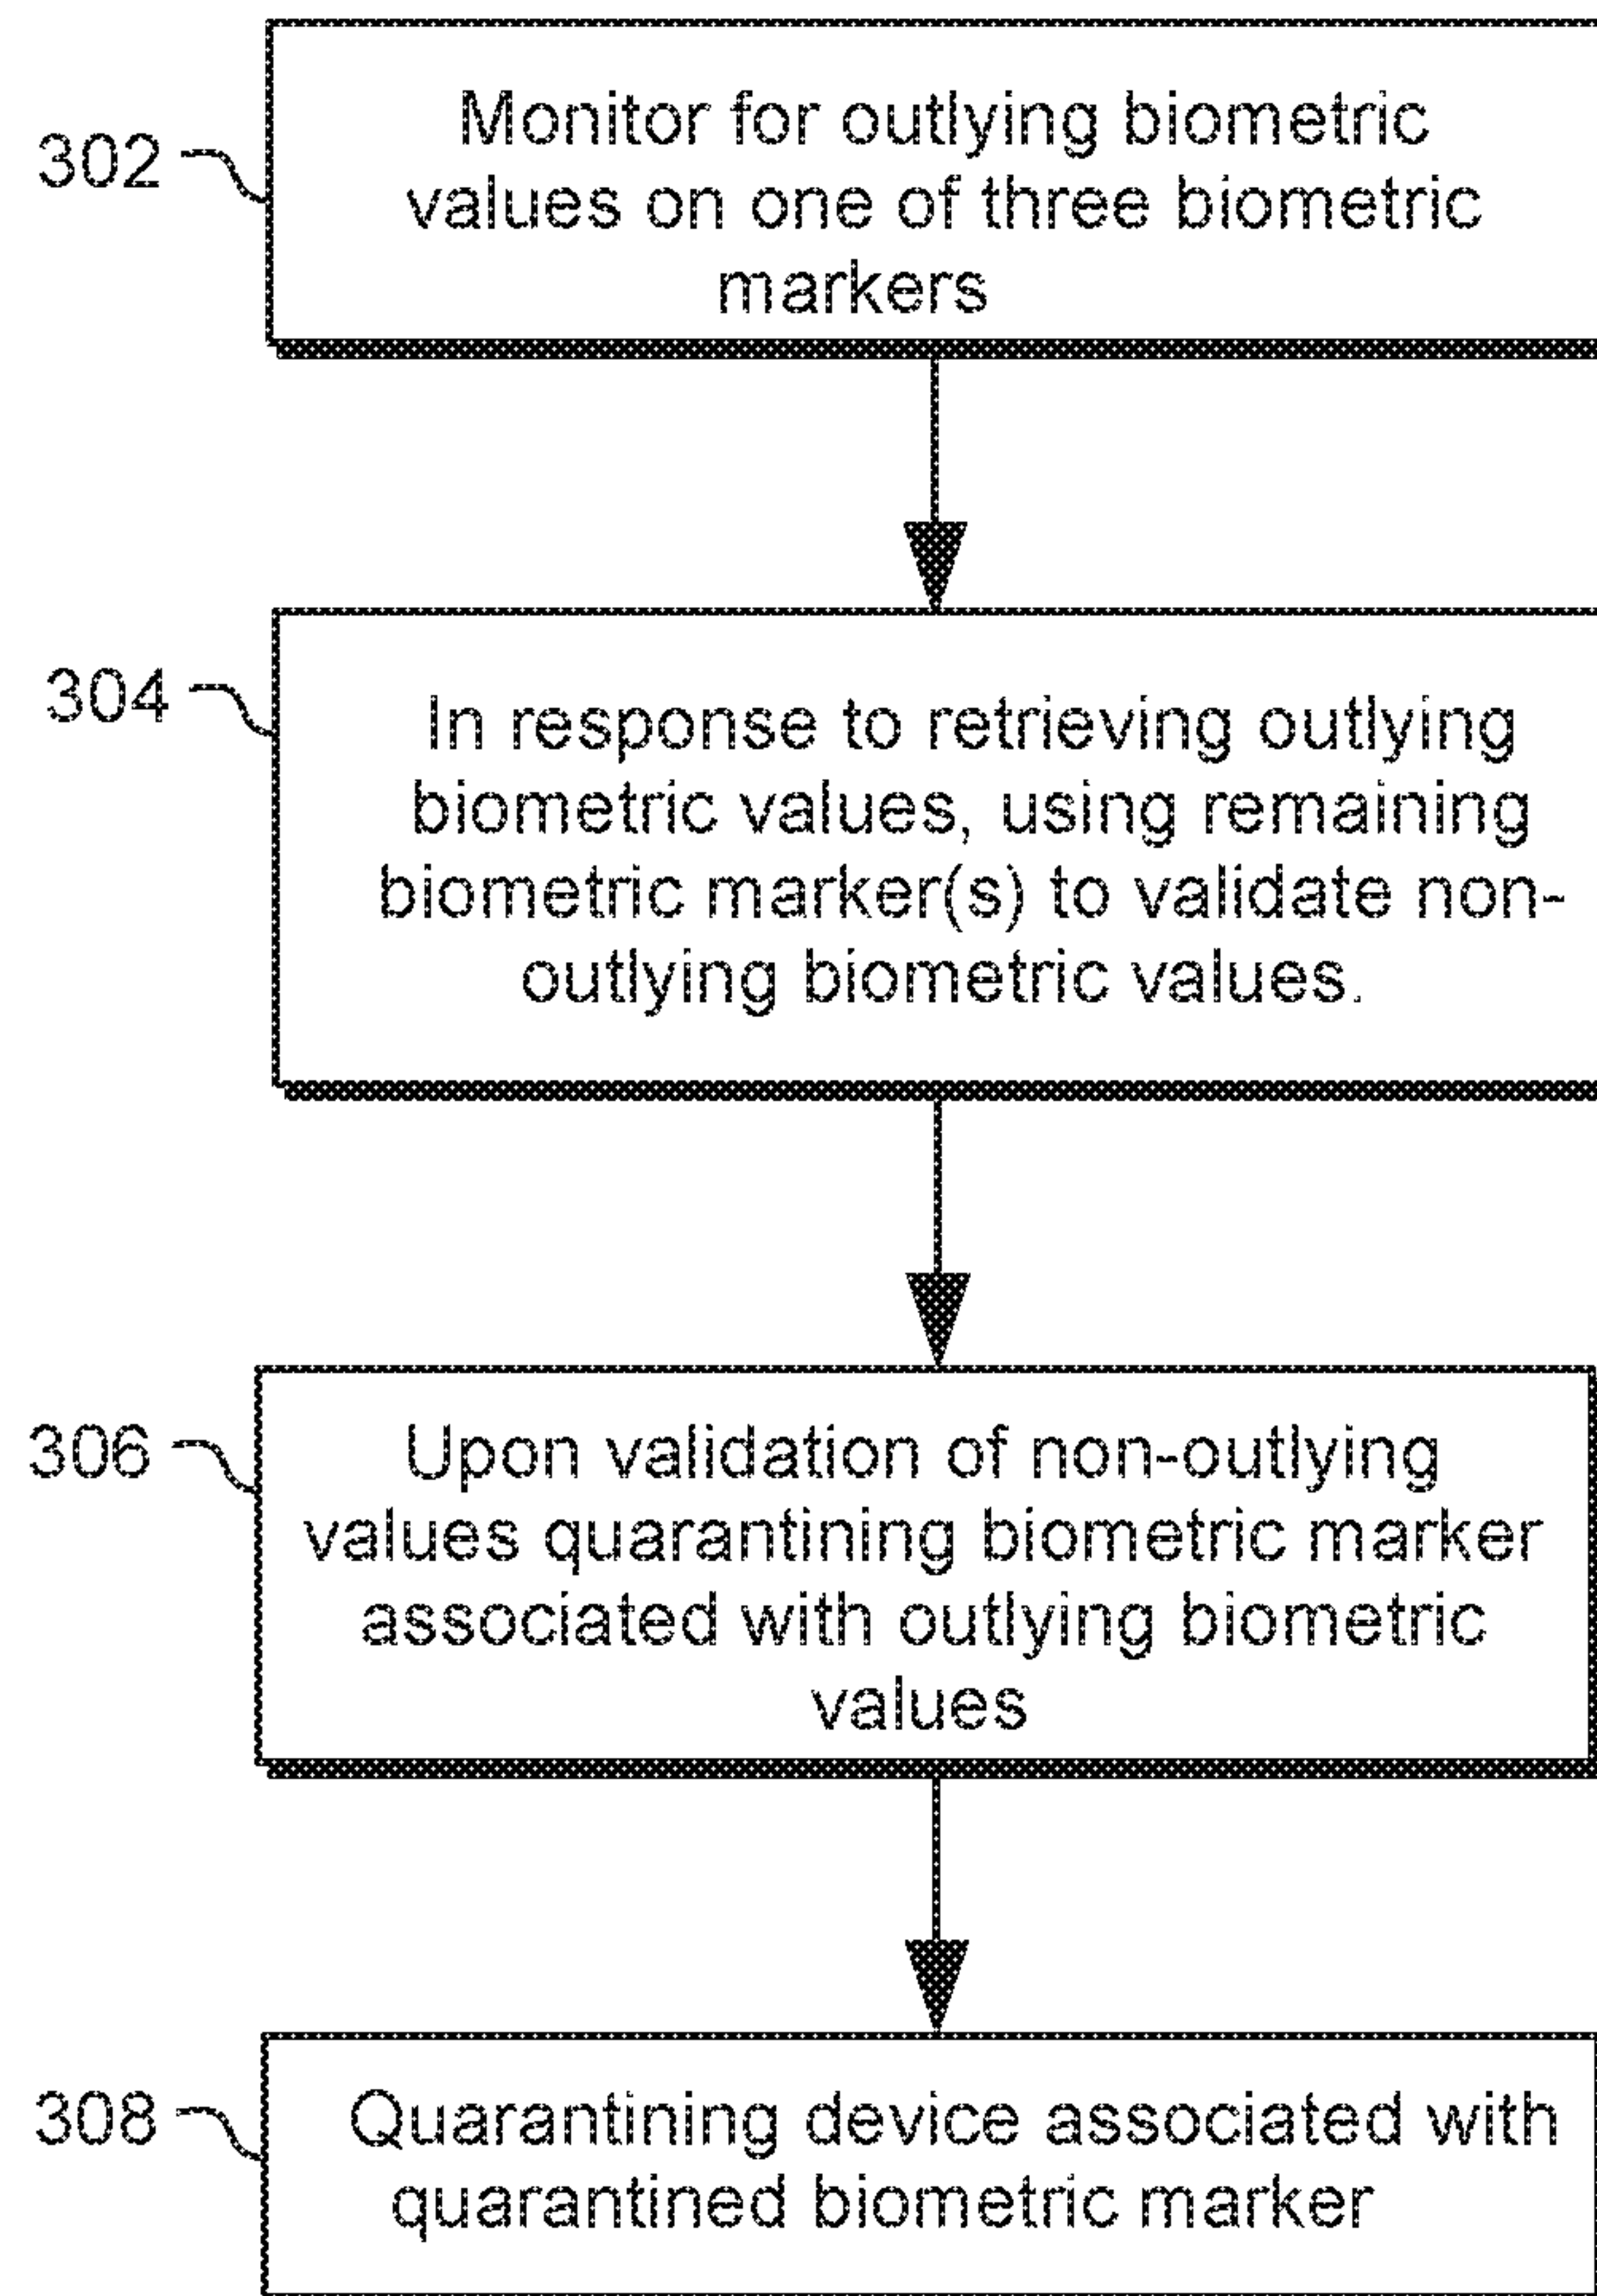 302
Monitor for outlying biometric
values on one of three biometric
markers
304
In response to retrieving outlying
biometric values, using remaining
biometric marker(s) to validate non-
outlying biometric values.
306
Upon validation of non-outlying
values quarantining biometric marker
associated with outlying biometric
values
308
Quarantining device associated with
quarantined biometric marker